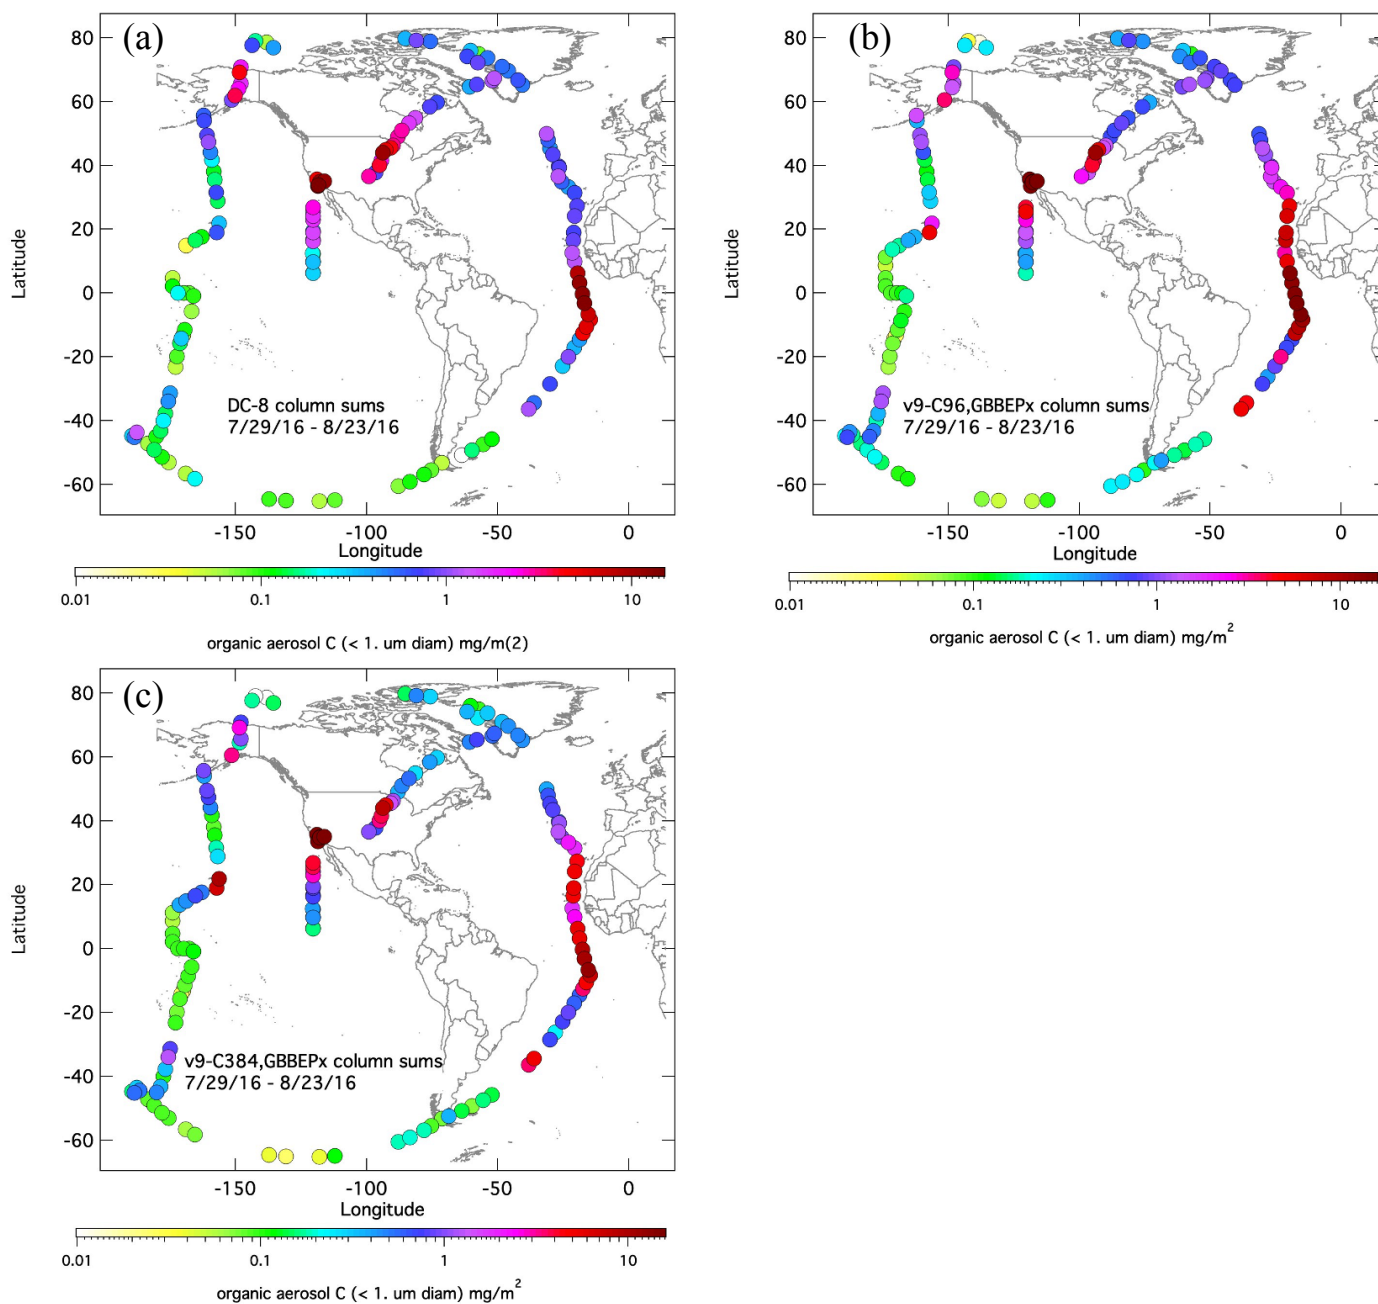 (a)
80
60
40
20
0
-20
-40
-60
Latitude
DC-8 column sums
7/29/16 - 8/23/16
-150 -100 -50 0
Longitude
0.01 0.1 1 10
organic aerosol C (< 1. um diam) mg/m(2)
(b)
80
60
40
20
0
-20
-40
-60
Latitude
v9-C96,GBBEPx column sums
7/29/16 - 8/23/16
-150 -100 -50 0
Longitude
0.01 0.1 1 10
organic aerosol C (< 1. um diam) mg/m²
(c)
80
60
40
20
0
-20
-40
-60
Latitude
v9-C384,GBBEPx column sums
7/29/16 - 8/23/16
-150 -100 -50 0
Longitude
0.01 0.1 1 10
organic aerosol C (< 1. um diam) mg/m²